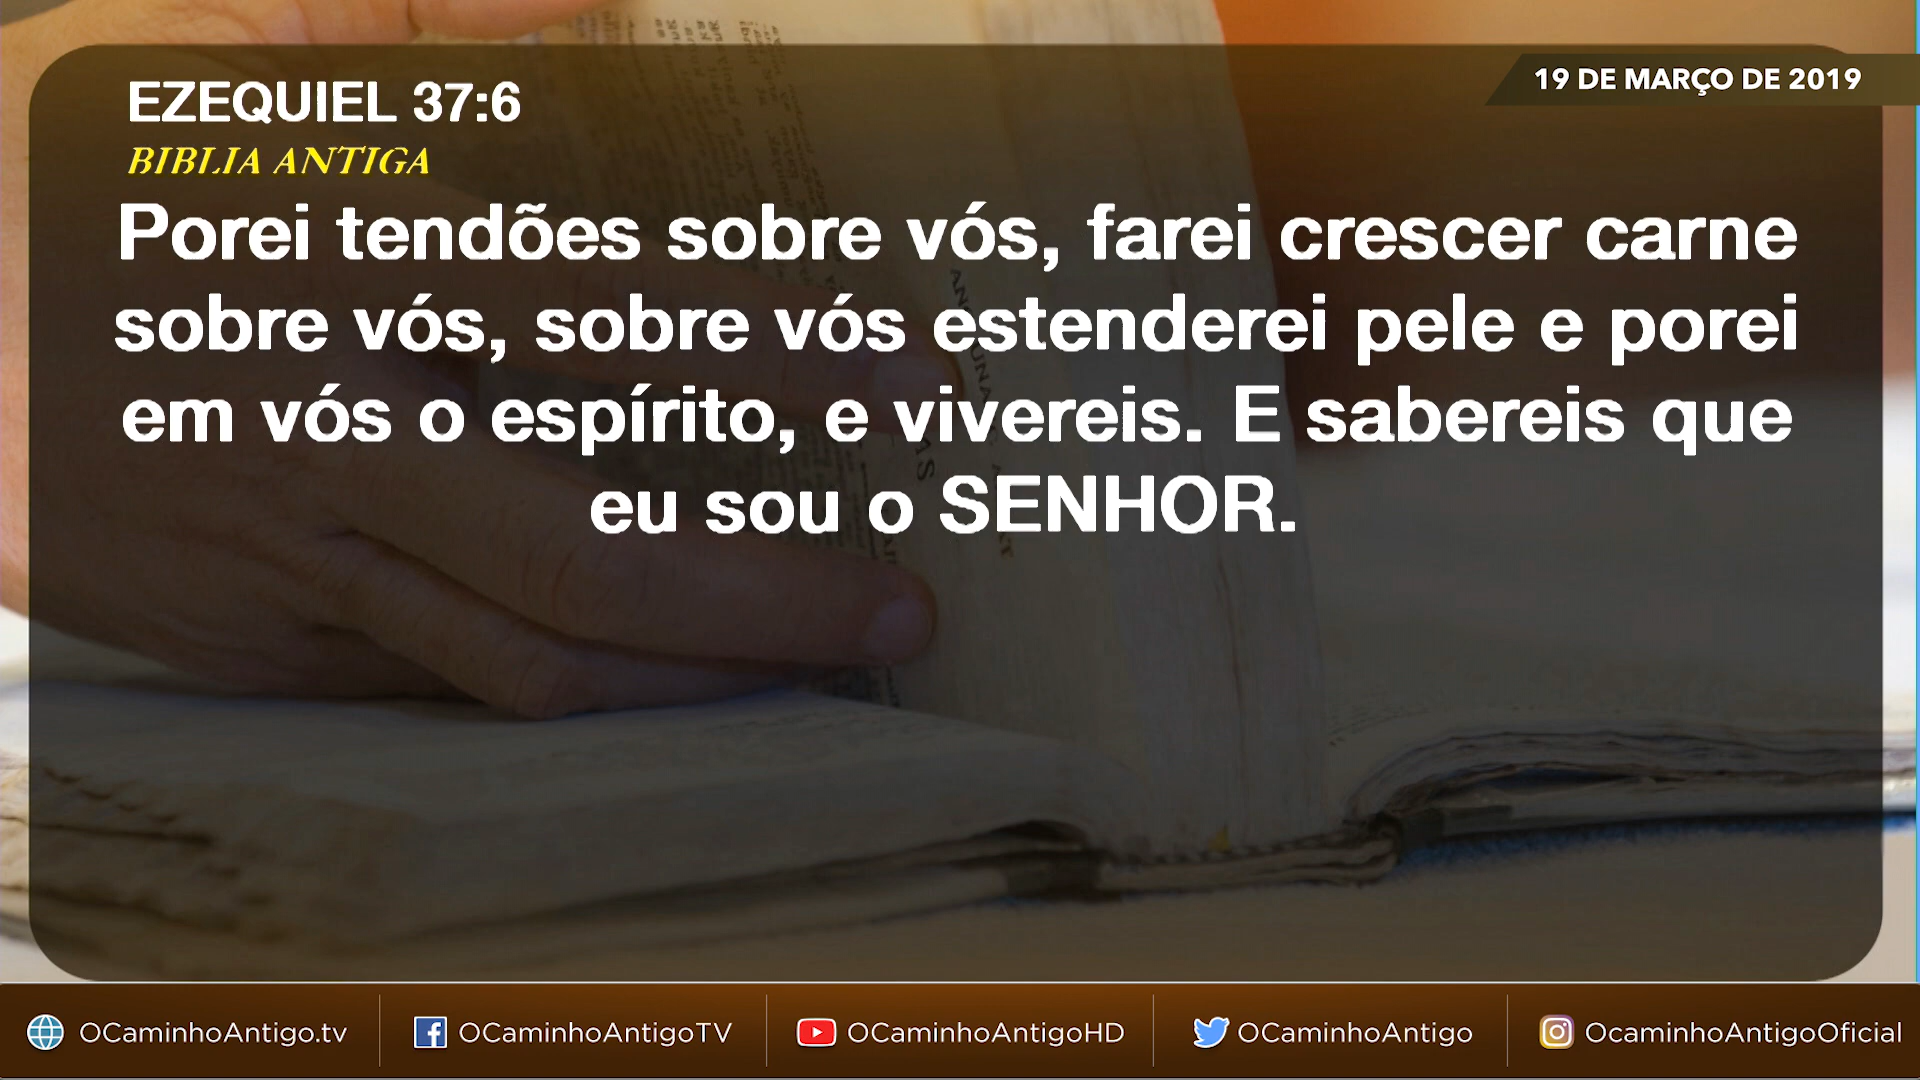 EZEQUIEL 37:6
19 DE MARÇO DE 2019
BIBLIA ANTIGA
Porei tendões sobre vós, farei crescer carne
sobre vós, sobre vós estenderei pele e porei
em vós o espírito, e vivereis. E sabereis que
eu sou o SENHOR.
OCaminhoAntigo.tv
OCaminhoAntigoTV
OCaminhoAntigoHD
OCaminhoAntigo
OcaminhoAntigoOficial